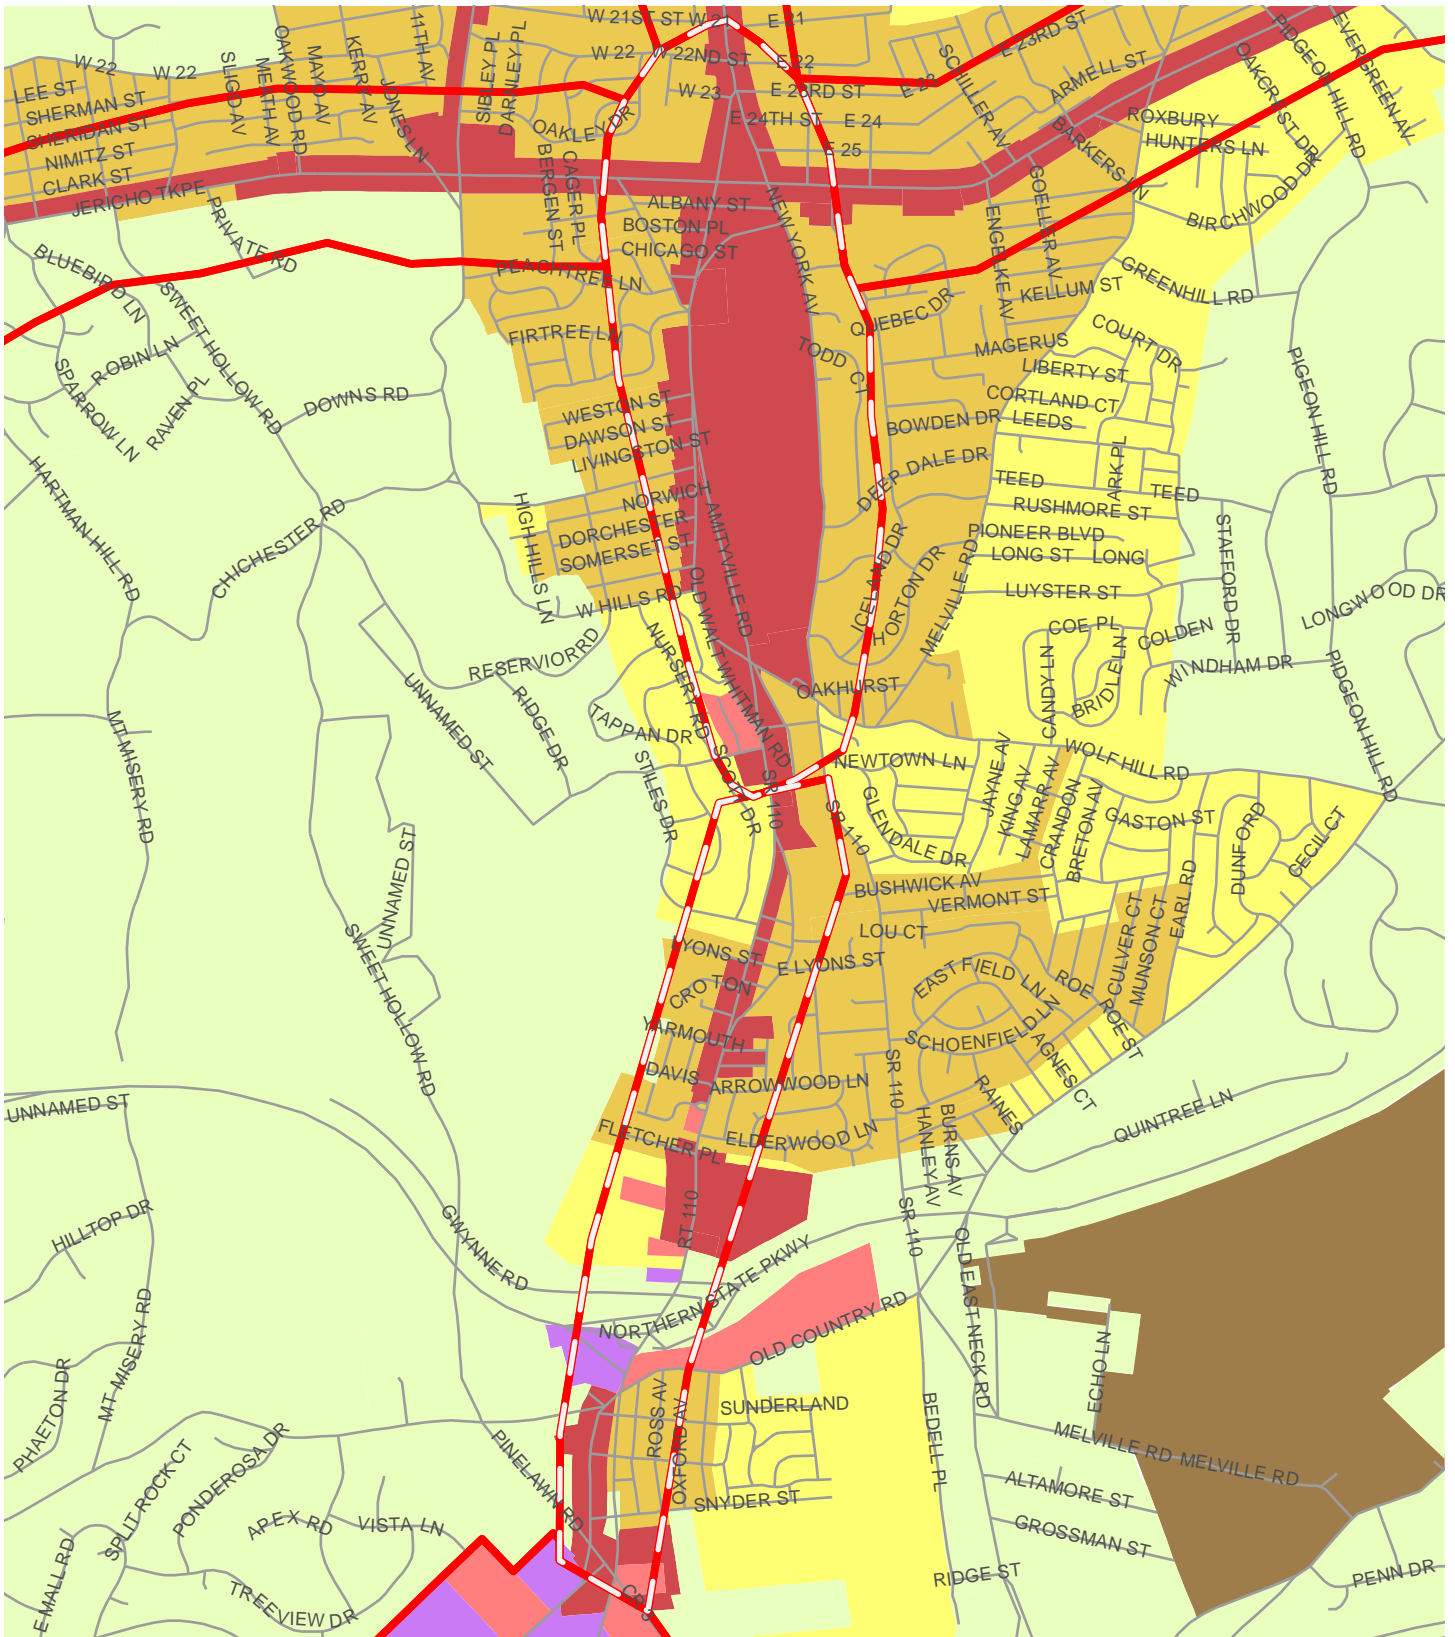 W 21ST ST
W 2
E 21
W 22
W 22
W 22
W 22ND ST
E 22
E 23RD ST
LEE ST
SHERMAN ST
SHERIDAN ST
NIMITZ ST
CLARK ST
JERICHO TKPE
SLIGO AV
MEATH AV
OAKWOOD RD
MAYO AV
KERRY AV
JONES LN
11TH AV
SIBLEY PL
DARNLEY PL
OAKLEY DR
W 23
E 23RD ST
E 23
E 24TH ST
E 24
E 25
SCHILLER AV
ARMELL ST
BARKERS LN
ROXBURY
HUNTERS LN
OAKCREST DR
PIDGEON HILL RD
EVERGREEN AV
BIRCHWOOD DR
PRIVATE RD
BERGEN ST
CAGER PL
ALBANY ST
BOSTON PL
CHICAGO ST
NEW YORK AV
ENGELKE AV
GOELLER AV
BLUEBIRD LN
SWEET HOLLOW RD
PEACHTREE LN
QUEBEC DR
KELLUM ST
GREENHILL RD
ROBIN LN
FIRTREE LN
TODD CT
MAGERUS
COURT DR
LIBERTY ST
SPARROW LN
RAVEN PL
DOWNS RD
WESTON ST
DAWSON ST
LIVINGSTON ST
CORTLAND CT
BOWDEN DR
LEEDS
PIGEON HILL RD
HARTMAN HILL RD
DEEP DALE DR
ARK PL
TEED
TEED
CHICHESTER RD
HIGH HILLS LN
NORWICH
DORCHESTER
SOMERSET ST
AMITYVILLE RD
RUSHMORE ST
PIONEER BLVD
LONG ST
LONG
STAFFORD DR
ICELAND DR
HORTON DR
MELVILLE RD
W HILLS RD
OLD WALT WHITMAN RD
LUYSTER ST
LONGWOOD DR
RESERVIOR RD
NURSERY RD
COE PL
COLDEN
UNNAMED ST
RIDGE DR
OAKHURST
CANDY LN
BRIDLE LN
WINDHAM DR
PIDGEON HILL RD
MT MISERY RD
TAPPAN DR
STILES DR
SCOTT DR
SR 110
SR 110
NEWTOWN LN
GLENDALE DR
JAYNE AV
KING AV
LAMARR AV
CRANDON
BRETON AV
WOLF HILL RD
GASTON ST
DUNFORD
CECIL CT
UNNAMED ST
BUSHWICK AV
VERMONT ST
EARL RD
CULVER CT
MUNSON CT
SWEET HOLLOW RD
LYONS ST
LOU CT
E LYONS ST
CROTON
EAST FIELD LN
ROE
ROE ST
YARMOUTH
SCHOENFIELD LN
AGNES CT
DAVIS
ARROWWOOD LN
SR 110
RAINES
UNNAMED ST
FLETCHER PL
ELDERWOOD LN
HANLEY AV
BURNS AV
QUINTREE LN
HILLTOP DR
GWYNNE RD
RT 110
SR 110
NORTHERN STATE PKWY
OLD EAST NECK RD
MT MISERY RD
OLD COUNTRY RD
ECHO LN
PHAETON DR
ROSS AV
OXFORD AV
SUNDERLAND
BEDELL PL
MELVILLE RD
MELVILLE RD
SPLIT ROCK CT
PONDEROSA DR
PINELAWN RD
ALTAMORE ST
APEX RD
VISTA LN
SNYDER ST
GROSSMAN ST
EMALL RD
TREEVIEW DR
RIDGE ST
PENN DR